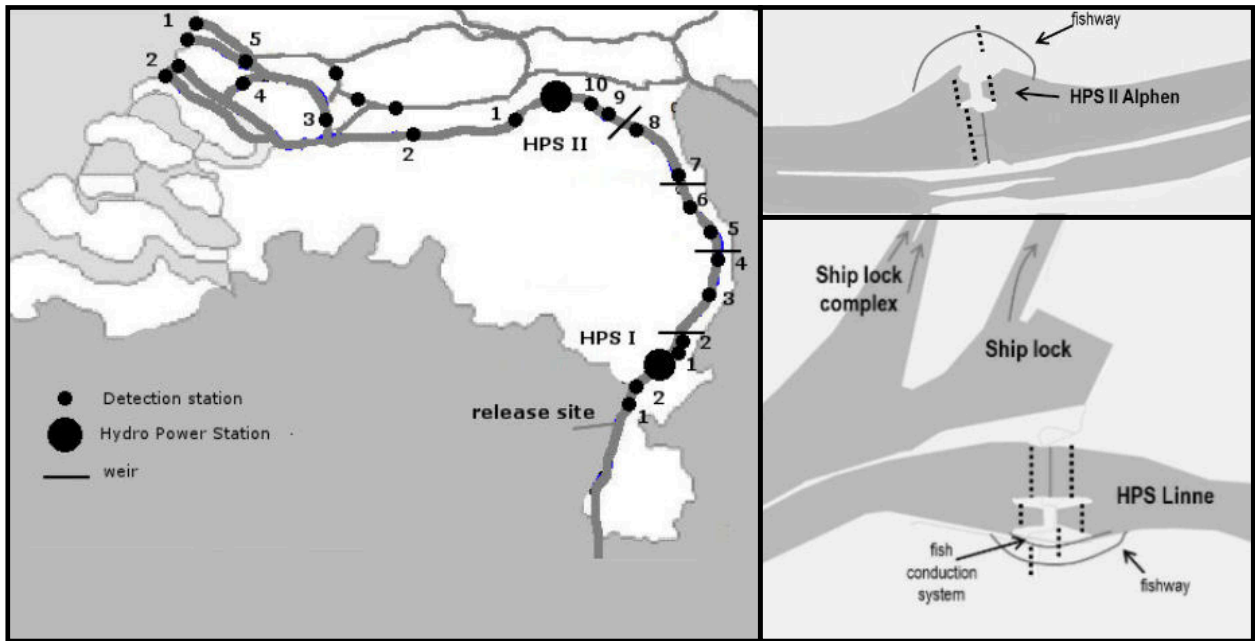 1
5
2
4
3
2
1
HPS II
10
9
8
7
6
5
4
3
HPS I
2
1
2
1
release site
Detection station
Hydro Power Station
weir
fishway
HPS II Alphen
Ship lock
complex
Ship lock
HPS Linne
fish
conduction
system
fishway